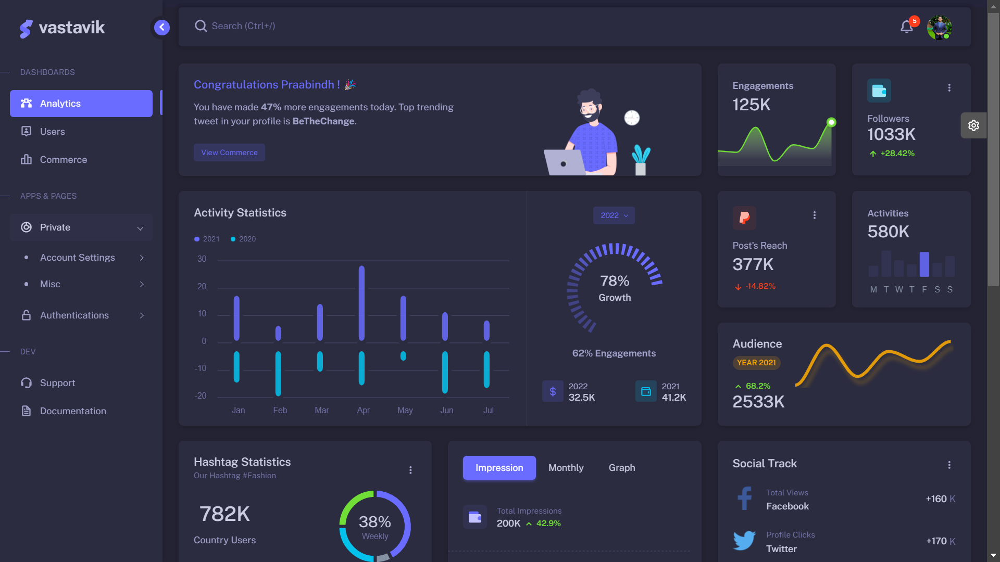 vastavik
Search (Ctrl+/)
5
DASHBOARDS
Analytics
Users
Commerce
APPS & PAGES
Private
Account Settings
Misc
Authentications
DEV
Support
Documentation
Congratulations Praabindh ! 🎉
You have made 47% more engagements today. Top trending
tweet in your profile is BeTheChange.
View Commerce
Engagements
125K
Followers
1033K
+28.42%
Activity Statistics
2021 2020
30
20
10
0
-10
-20
Jan Feb Mar Apr May Jun Jul
2022
78%
Growth
62% Engagements
$
2022
32.5K
2021
41.2K
Post's Reach
377K
-14.82%
Activities
580K
M T W T F S S
Audience
YEAR 2021
68.2%
2533K
Hashtag Statistics
Our Hashtag #Fashion
782K
Country Users
38%
Weekly
Impression Monthly Graph
Total Impressions
200K 42.9%
Social Track
Total Views
Facebook
+160 K
Profile Clicks
Twitter
+170 K